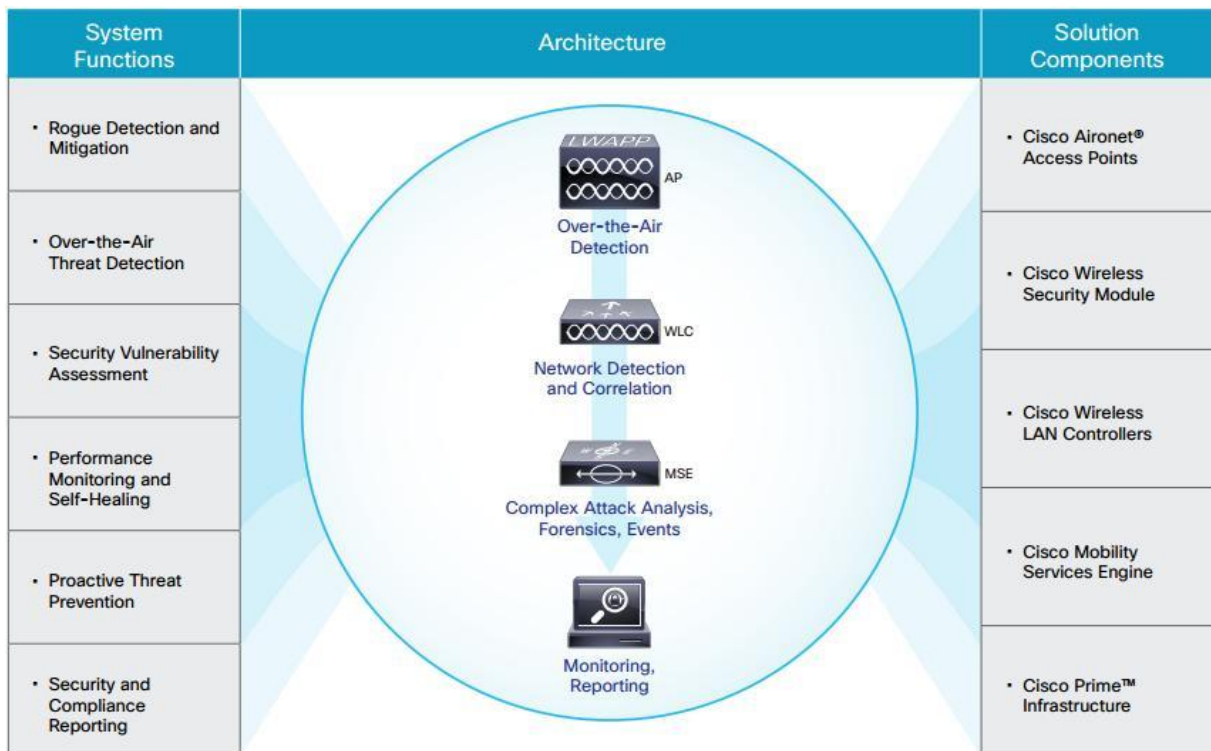 System
Functions
Architecture
Solution
Components
• Rogue Detection and
Mitigation
• Over-the-Air
Threat Detection
• Security Vulnerability
Assessment
• Performance
Monitoring and
Self-Healing
• Proactive Threat
Prevention
• Security and
Compliance
Reporting
LWAPP
AP
Over-the-Air
Detection
WLC
Network Detection
and Correlation
MSE
Complex Attack Analysis,
Forensics, Events
Monitoring,
Reporting
• Cisco Aironet®
Access Points
• Cisco Wireless
Security Module
• Cisco Wireless
LAN Controllers
• Cisco Mobility
Services Engine
• Cisco Prime™
Infrastructure